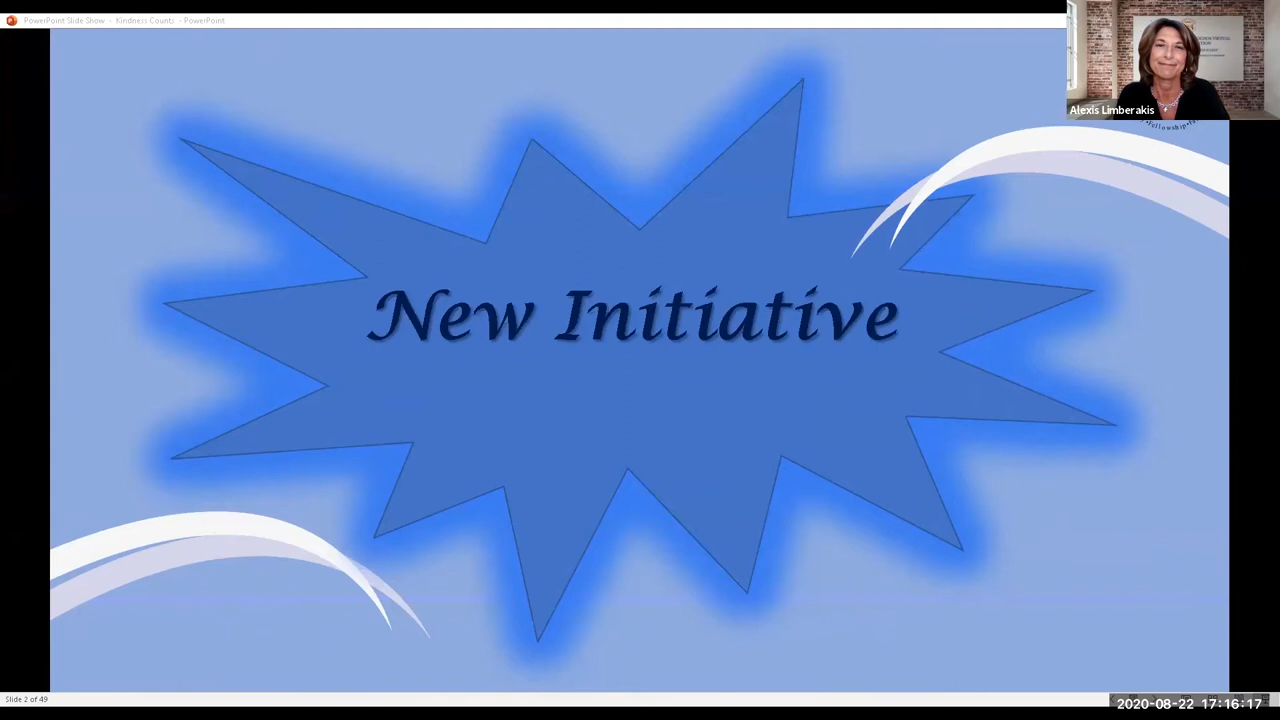 PowerPoint Slide Show - Kindness Counts - PowerPoint
Alexis Limberakis
Fellowship
New Initiative
Slide 2 of 49
2020-08-22 17:16:17